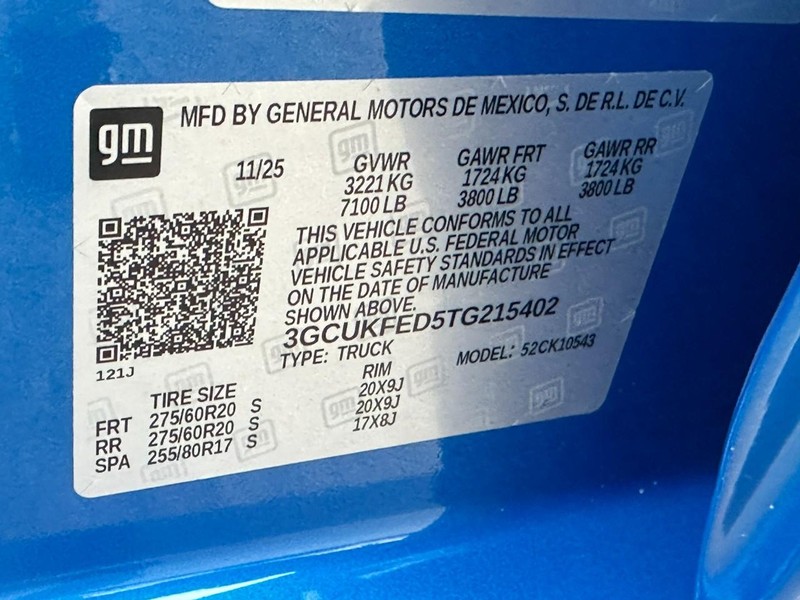 gm
MFD BY GENERAL MOTORS DE MEXICO, S. DE R.L. DE C.V.
11/25 GVWR GAWR FRT GAWR RR
3221 KG 1724 KG 1724 KG
7100 LB 3800 LB 3800 LB
THIS VEHICLE CONFORMS TO ALL
APPLICABLE U.S. FEDERAL MOTOR
VEHICLE SAFETY STANDARDS IN EFFECT
ON THE DATE OF MANUFACTURE
SHOWN ABOVE.
3GCUKFED5TG215402
TYPE: TRUCK MODEL: 52CK10543
121J
TIRE SIZE RIM
FRT 275/60R20 S 20X9J
RR 275/60R20 S 20X9J
SPA 255/80R17 S 17X8J